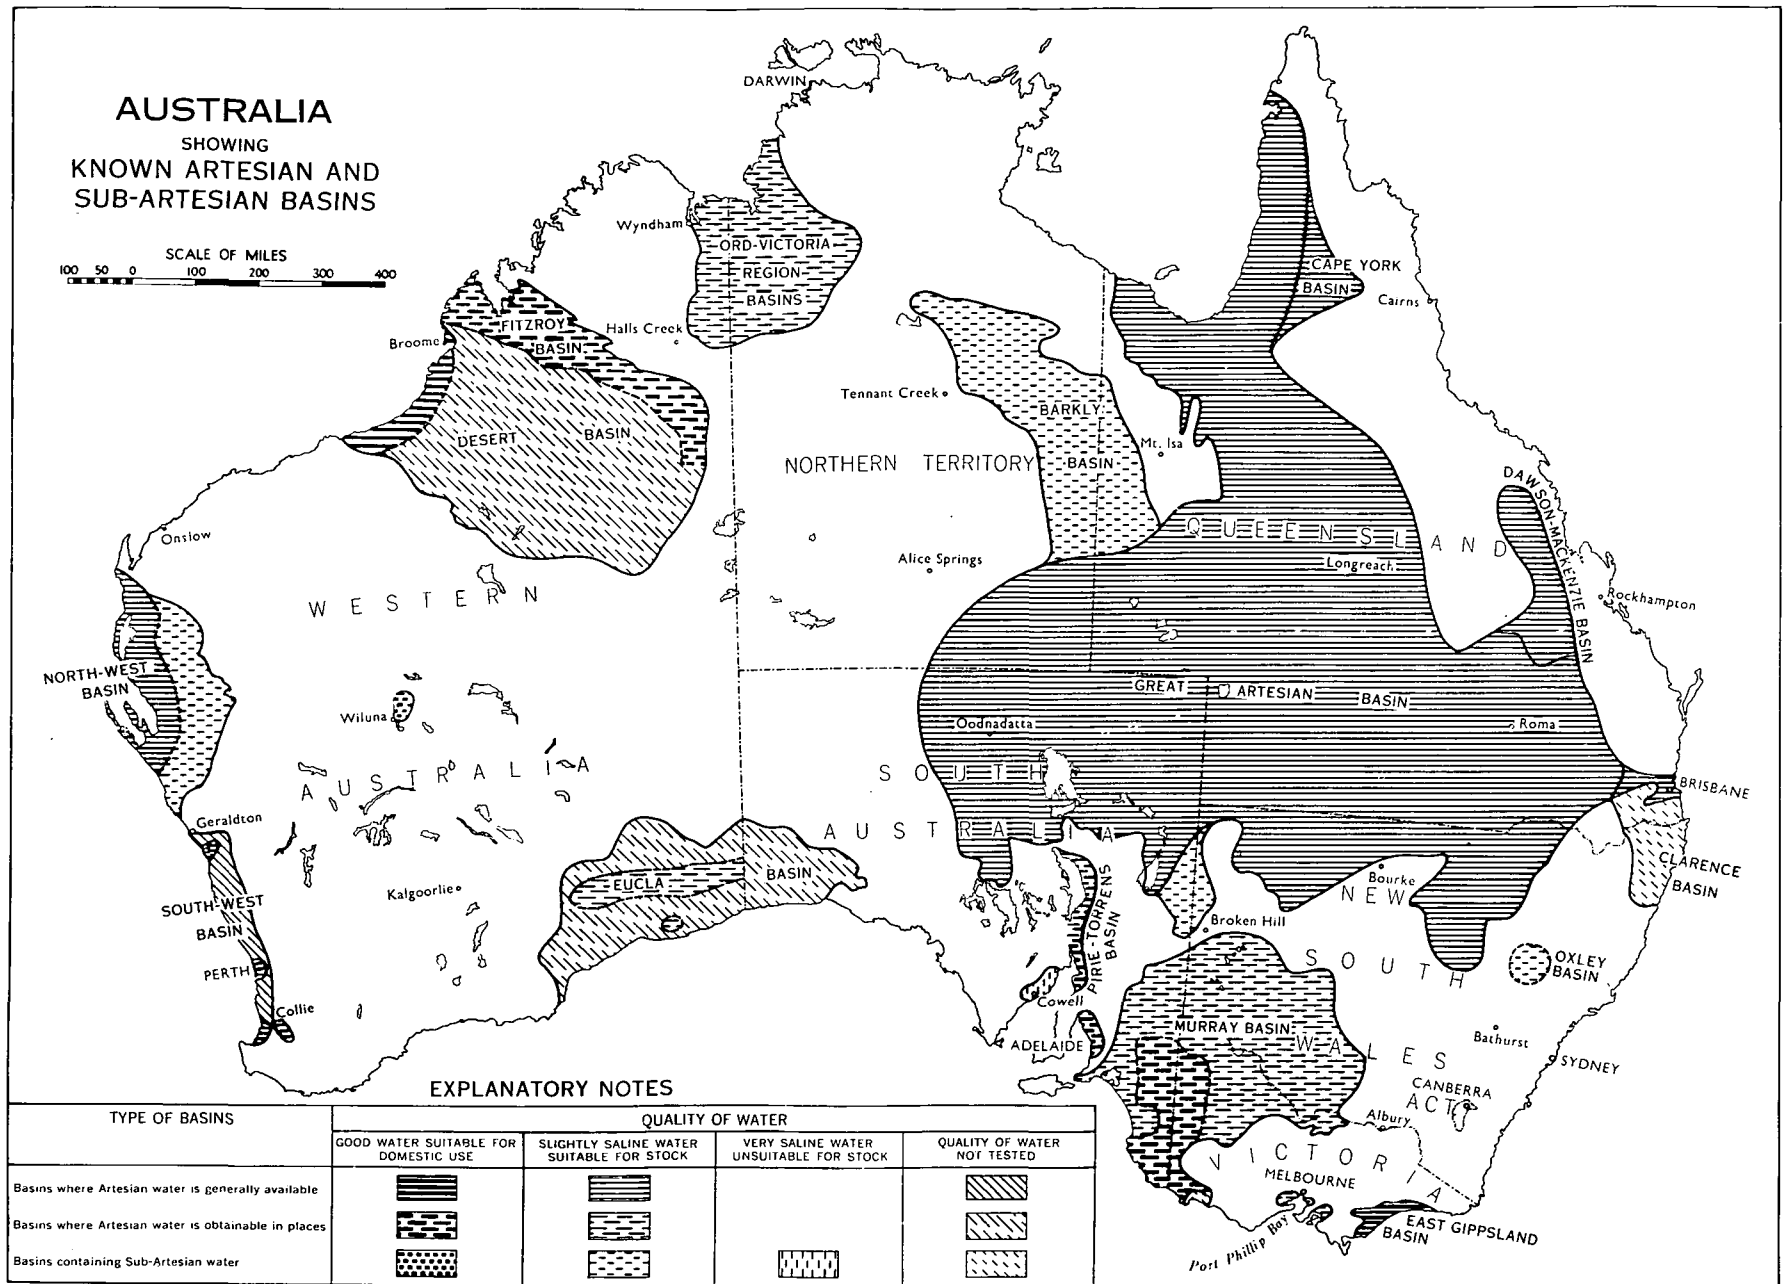 AUSTRALIA
SHOWING
KNOWN ARTESIAN AND
SUB-ARTESIAN BASINS
SCALE OF MILES
100 50 0 100 200 300 400
DARWIN
Wyndham
ORD-VICTORIA
REGION
BASINS
CAPE YORK
BASIN
Cairns
FITZROY
BASIN
Halls Creek
Broome
Tennant Creek
BARKLY
BASIN
Mt. Isa
DESERT BASIN
NORTHERN TERRITORY
DAWSON-MACKENZIE BASIN
Onslow
QUEENSLAND
Longreach
Alice Springs
Rockhampton
WESTERN
NORTH-WEST
BASIN
GREAT ARTESIAN BASIN
Wiluna
Oodnadatta
Roma
AUSTRALIA
SOUTH
BRISBANE
Geraldton
AUSTRALIA
CLARENCE
BASIN
EUCLA BASIN
Kalgoorlie
Bourke
NEW
SOUTH-WEST
BASIN
PIRIE-TORRENS
BASIN
Broken Hill
PERTH
SOUTH
OXLEY
BASIN
Cowell
Collie
MURRAY BASIN
WALES
ADELAIDE
Bathurst
SYDNEY
CANBERRA
ACT
Albury
VICTORIA
MELBOURNE
Port Phillip Bay
EAST GIPPSLAND
BASIN
EXPLANATORY NOTES
TYPE OF BASINS
QUALITY OF WATER
GOOD WATER SUITABLE FOR
DOMESTIC USE
SLIGHTLY SALINE WATER
SUITABLE FOR STOCK
VERY SALINE WATER
UNSUITABLE FOR STOCK
QUALITY OF WATER
NOT TESTED
Basins where Artesian water is generally available
Basins where Artesian water is obtainable in places
Basins containing Sub-Artesian water